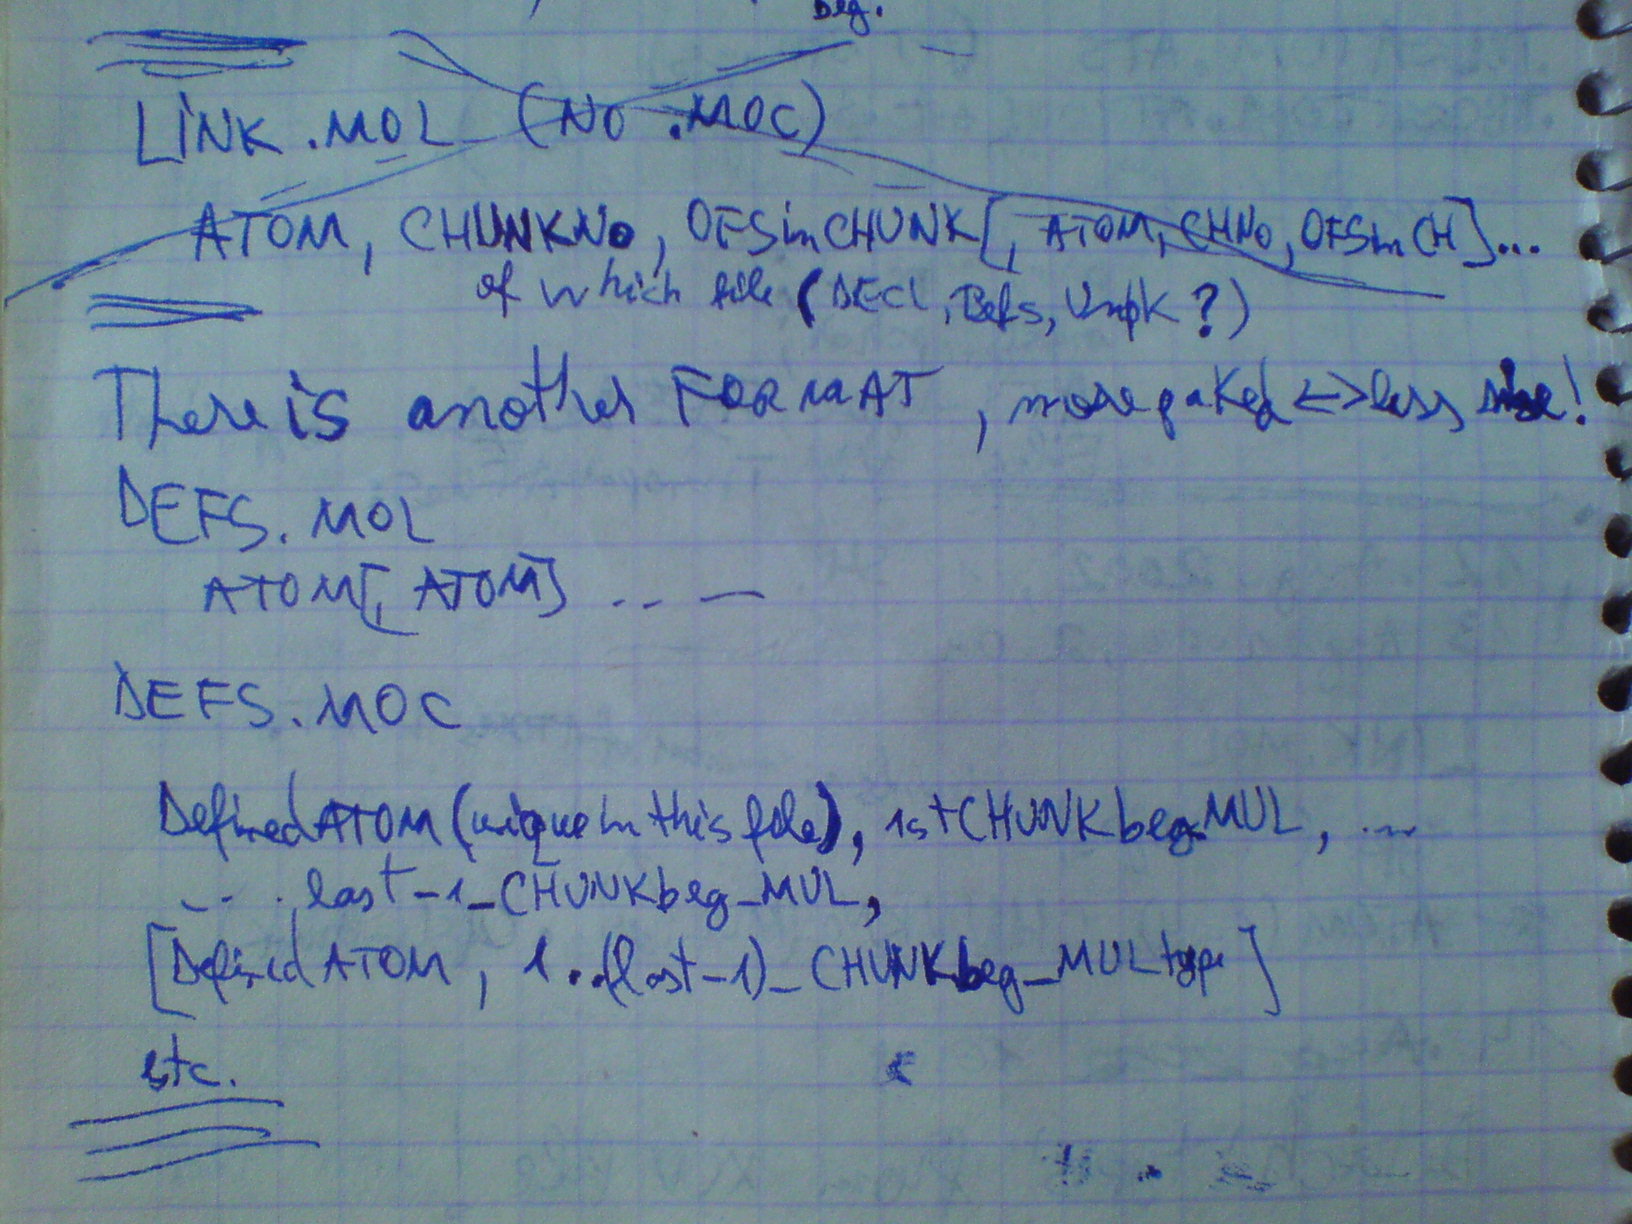 beg.
LINK.MOL (NO .MOC)
ATOM, CHUNKNo, OFSinCHUNK[, ATOM, CHNo, OFSinCH]...
of which file (DECl, Defs, Unpk?)
There is another FORMAT, more paked <-> less size!
DEFS.MOL
ATOM[, ATOM] ...
DEFS.MOC
DefinedATOM (unique in this file), 1stCHUNKbeg_MUL, ...
... , last-1_CHUNKbeg_MUL,
[DefinedATOM, 1..(last-1)_CHUNKbeg_MULtype]
etc.